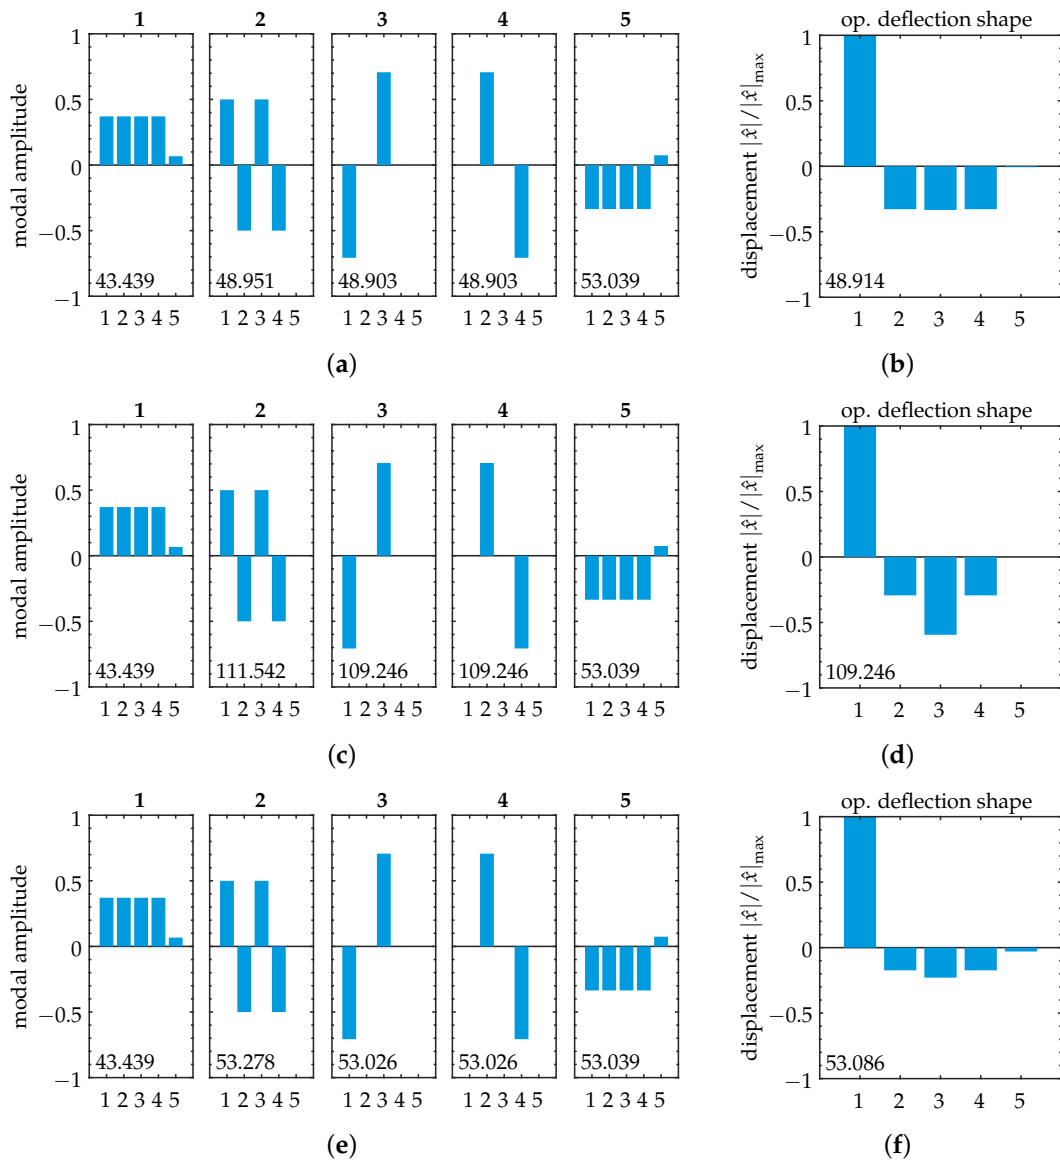 1 2 3 4 5 op. deflection shape
modal amplitude
1
0.5
0
−0.5
−1
43.439 48.951 48.903 48.903 53.039
1 2 3 4 5 1 2 3 4 5 1 2 3 4 5 1 2 3 4 5 1 2 3 4 5
(a)
displacement |x̂|/|x̂|max
1
0.5
0
−0.5
−1
48.914
1 2 3 4 5
(b)
1 2 3 4 5 op. deflection shape
modal amplitude
1
0.5
0
−0.5
−1
43.439 111.542 109.246 109.246 53.039
1 2 3 4 5 1 2 3 4 5 1 2 3 4 5 1 2 3 4 5 1 2 3 4 5
(c)
displacement |x̂|/|x̂|max
1
0.5
0
−0.5
−1
109.246
1 2 3 4 5
(d)
1 2 3 4 5 op. deflection shape
modal amplitude
1
0.5
0
−0.5
−1
43.439 53.278 53.026 53.026 53.039
1 2 3 4 5 1 2 3 4 5 1 2 3 4 5 1 2 3 4 5 1 2 3 4 5
(e)
displacement |x̂|/|x̂|max
1
0.5
0
−0.5
−1
53.086
1 2 3 4 5
(f)